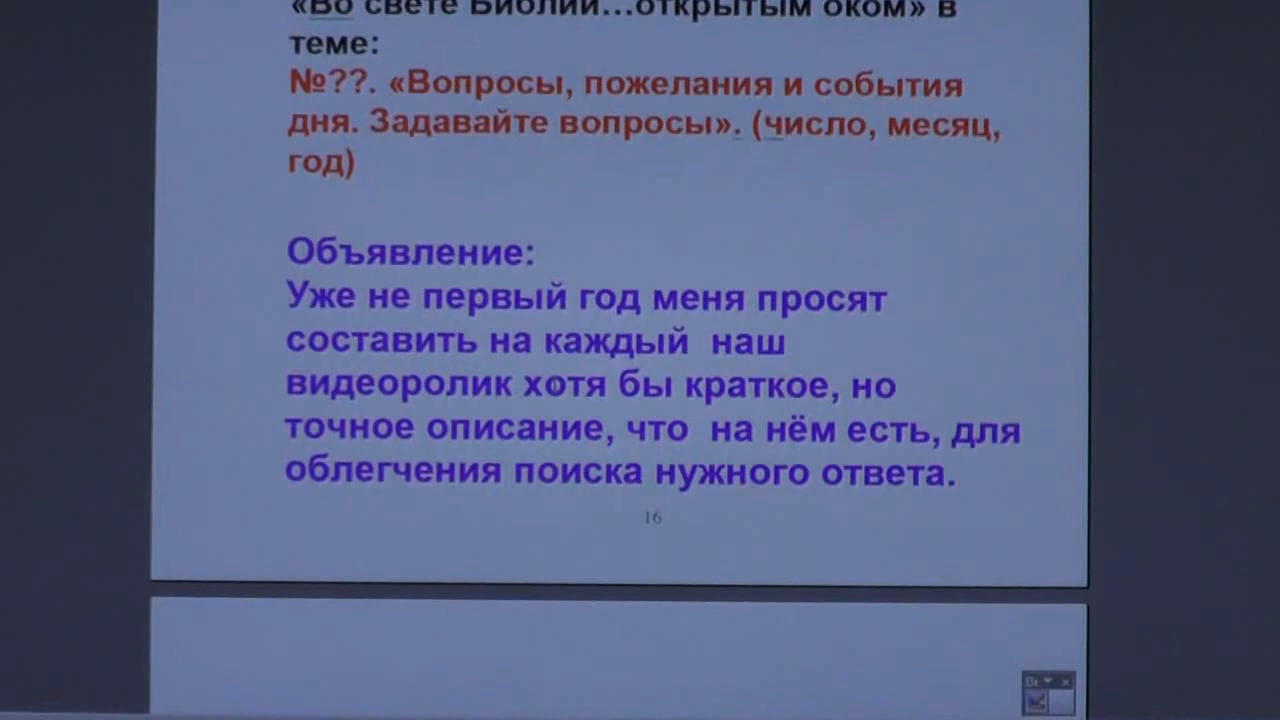 «Во свете Библии…открытым оком» в
теме:
№??. «Вопросы, пожелания и события
дня. Задавайте вопросы». (число, месяц,
год)
Объявление:
Уже не первый год меня просят
составить на каждый  наш
видеоролик хотя бы краткое, но
точное описание, что  на нём есть, для
облегчения поиска нужного ответа.
16